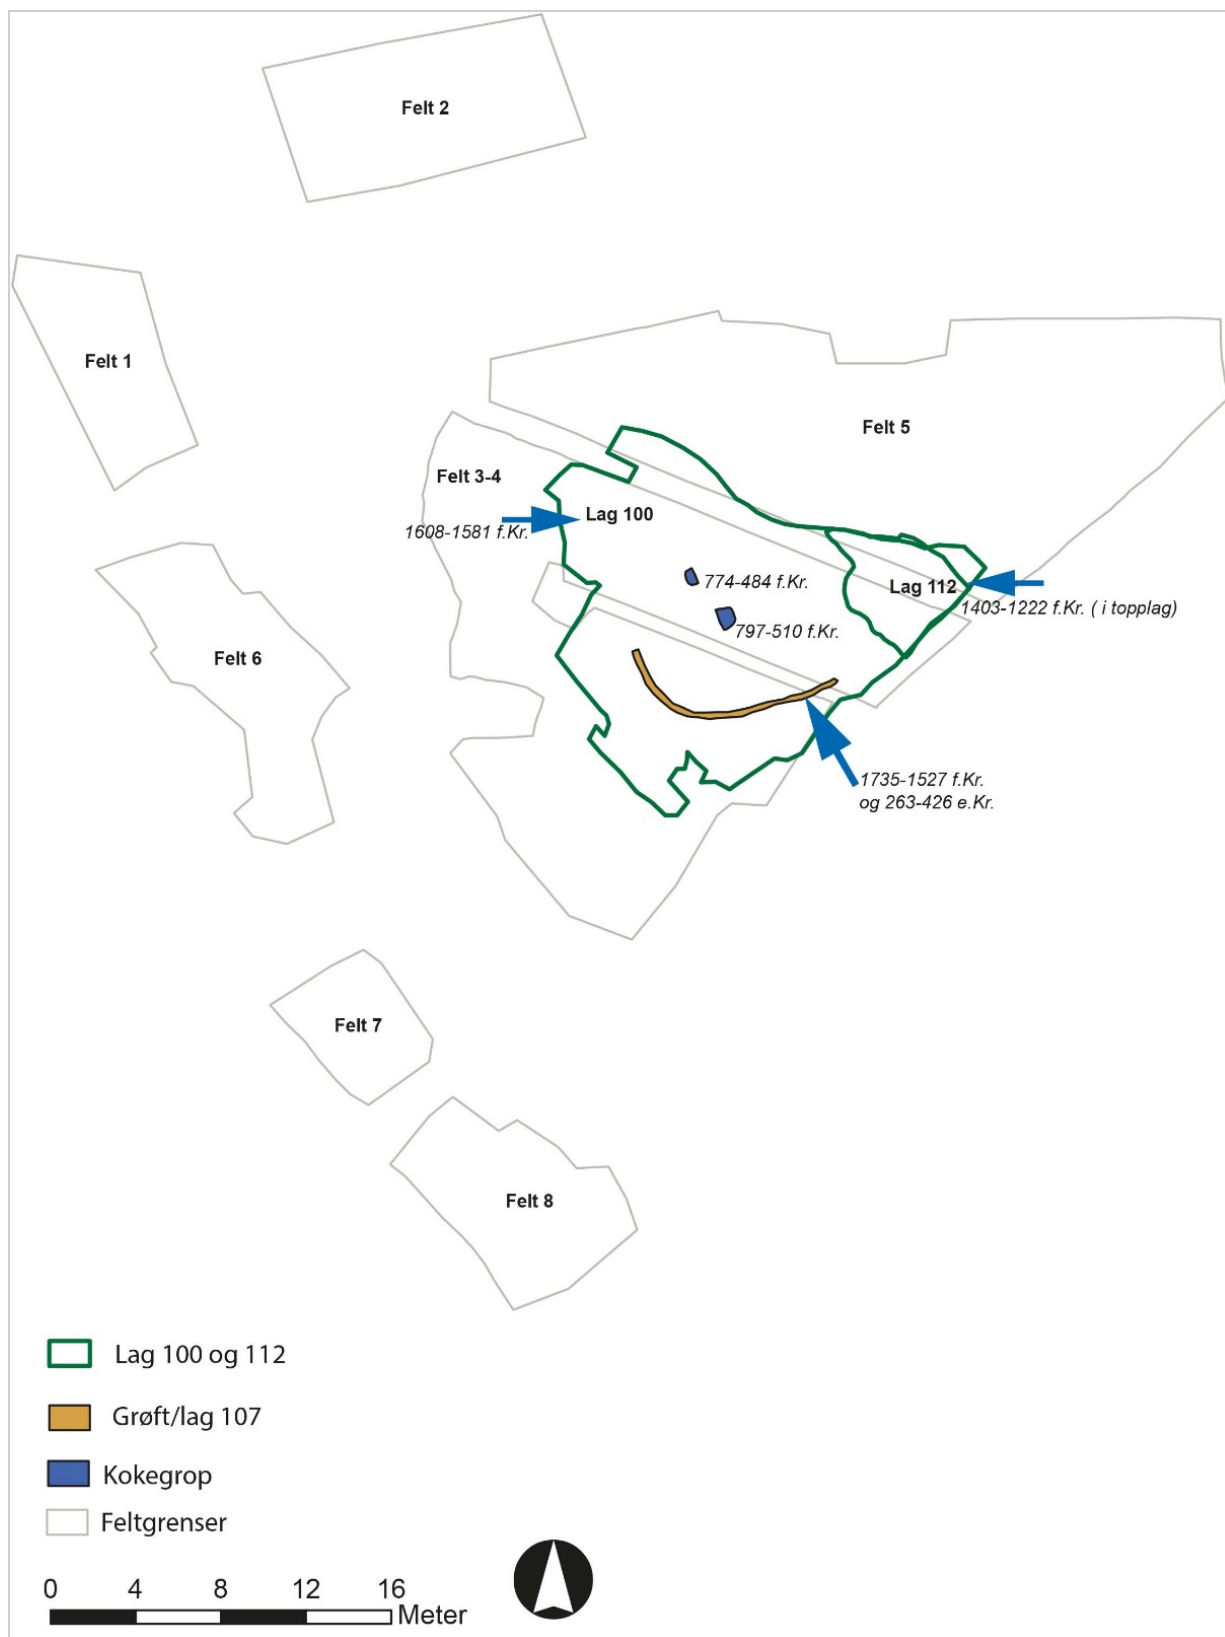 Felt 2
Felt 1
Felt 5
Felt 3-4
Lag 100
1608-1581 f.Kr.
774-484 f.Kr.
Lag 112
1403-1222 f.Kr. ( i topplag)
797-510 f.Kr.
Felt 6
1735-1527 f.Kr.
og 263-426 e.Kr.
Felt 7
Felt 8
Lag 100 og 112
Grøft/lag 107
Kokegrop
Feltgrenser
0 4 8 12 16
Meter